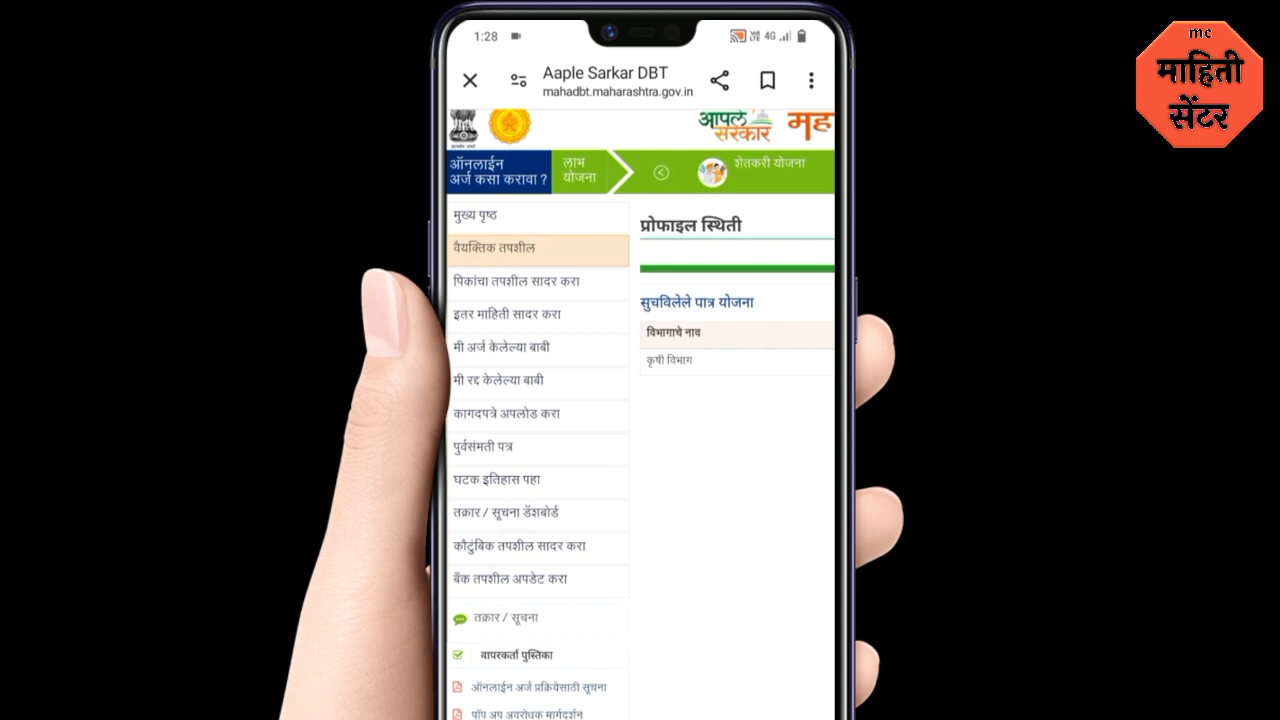 mc
माहिती
सेंटर
1:28
4G
Aaple Sarkar DBT
mahadbt.maharashtra.gov.in
आपले
सरकार
मह
ऑनलाईन
अर्ज कसा करावा ?
लाभ
योजना
शेतकरी योजना
मुख्य पृष्ठ
वैयक्तिक तपशील
पिकांचा तपशील सादर करा
इतर माहिती सादर करा
मी अर्ज केलेल्या बाबी
मी रद्द केलेल्या बाबी
कागदपत्रे अपलोड करा
पुर्वसंमती पत्र
घटक इतिहास पहा
तक्रार / सूचना डॅशबोर्ड
कौटुंबिक तपशील सादर करा
बँक तपशील अपडेट करा
तक्रार / सूचना
वापरकर्ता पुस्तिका
ऑनलाईन अर्ज प्रक्रियेसाठी सूचना
पॉप अप अवरोधक मार्गदर्शन
प्रोफाइल स्थिती
सुचविलेले पात्र योजना
विभागाचे नाव
कृषी विभाग